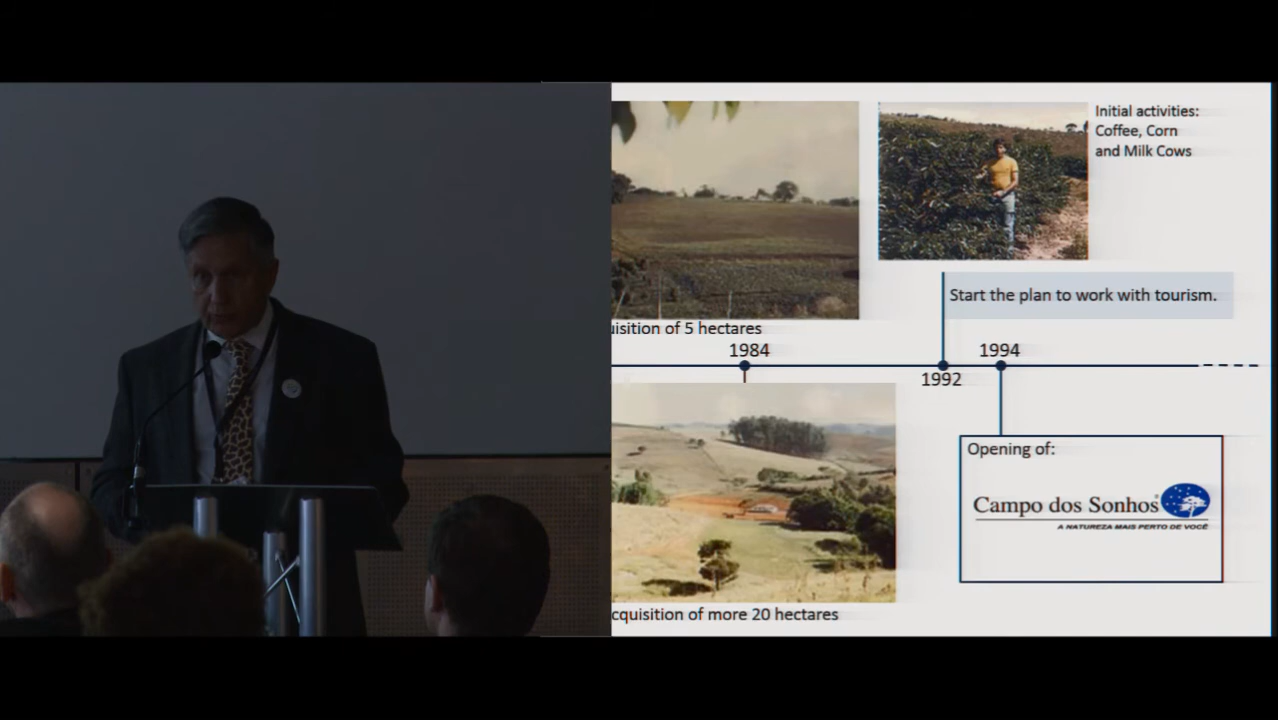 Initial activities:
Coffee, Corn
and Milk Cows
Start the plan to work with tourism.
uisition of 5 hectares
1984
1994
1992
Opening of:
Campo dos Sonhos
A NATUREZA MAIS PERTO DE VOCÊ
cquisition of more 20 hectares